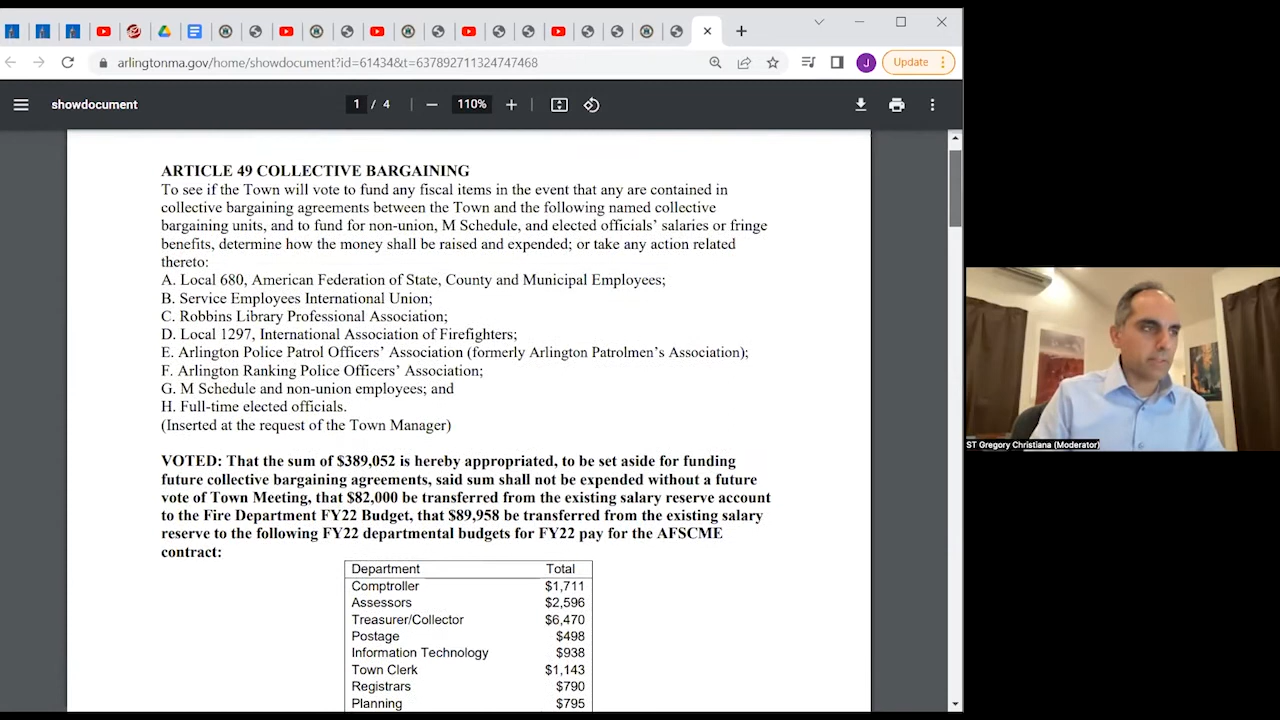 arlingtonma.gov/home/showdocument?id=61434&t=637892711324747468
J
Update
showdocument
1 / 4
110%
ARTICLE 49 COLLECTIVE BARGAINING
To see if the Town will vote to fund any fiscal items in the event that any are contained in
collective bargaining agreements between the Town and the following named collective
bargaining units, and to fund for non-union, M Schedule, and elected officials' salaries or fringe
benefits, determine how the money shall be raised and expended; or take any action related
thereto:
A. Local 680, American Federation of State, County and Municipal Employees;
B. Service Employees International Union;
C. Robbins Library Professional Association;
D. Local 1297, International Association of Firefighters;
E. Arlington Police Patrol Officers' Association (formerly Arlington Patrolmen's Association);
F. Arlington Ranking Police Officers' Association;
G. M Schedule and non-union employees; and
H. Full-time elected officials.
(Inserted at the request of the Town Manager)
VOTED: That the sum of $389,052 is hereby appropriated, to be set aside for funding
future collective bargaining agreements, said sum shall not be expended without a future
vote of Town Meeting, that $82,000 be transferred from the existing salary reserve account
to the Fire Department FY22 Budget, that $89,958 be transferred from the existing salary
reserve to the following FY22 departmental budgets for FY22 pay for the AFSCME
contract:
Department Total
Comptroller $1,711
Assessors $2,596
Treasurer/Collector $6,470
Postage $498
Information Technology $938
Town Clerk $1,143
Registrars $790
Planning $795
ST Gregory Christiana (Moderator)